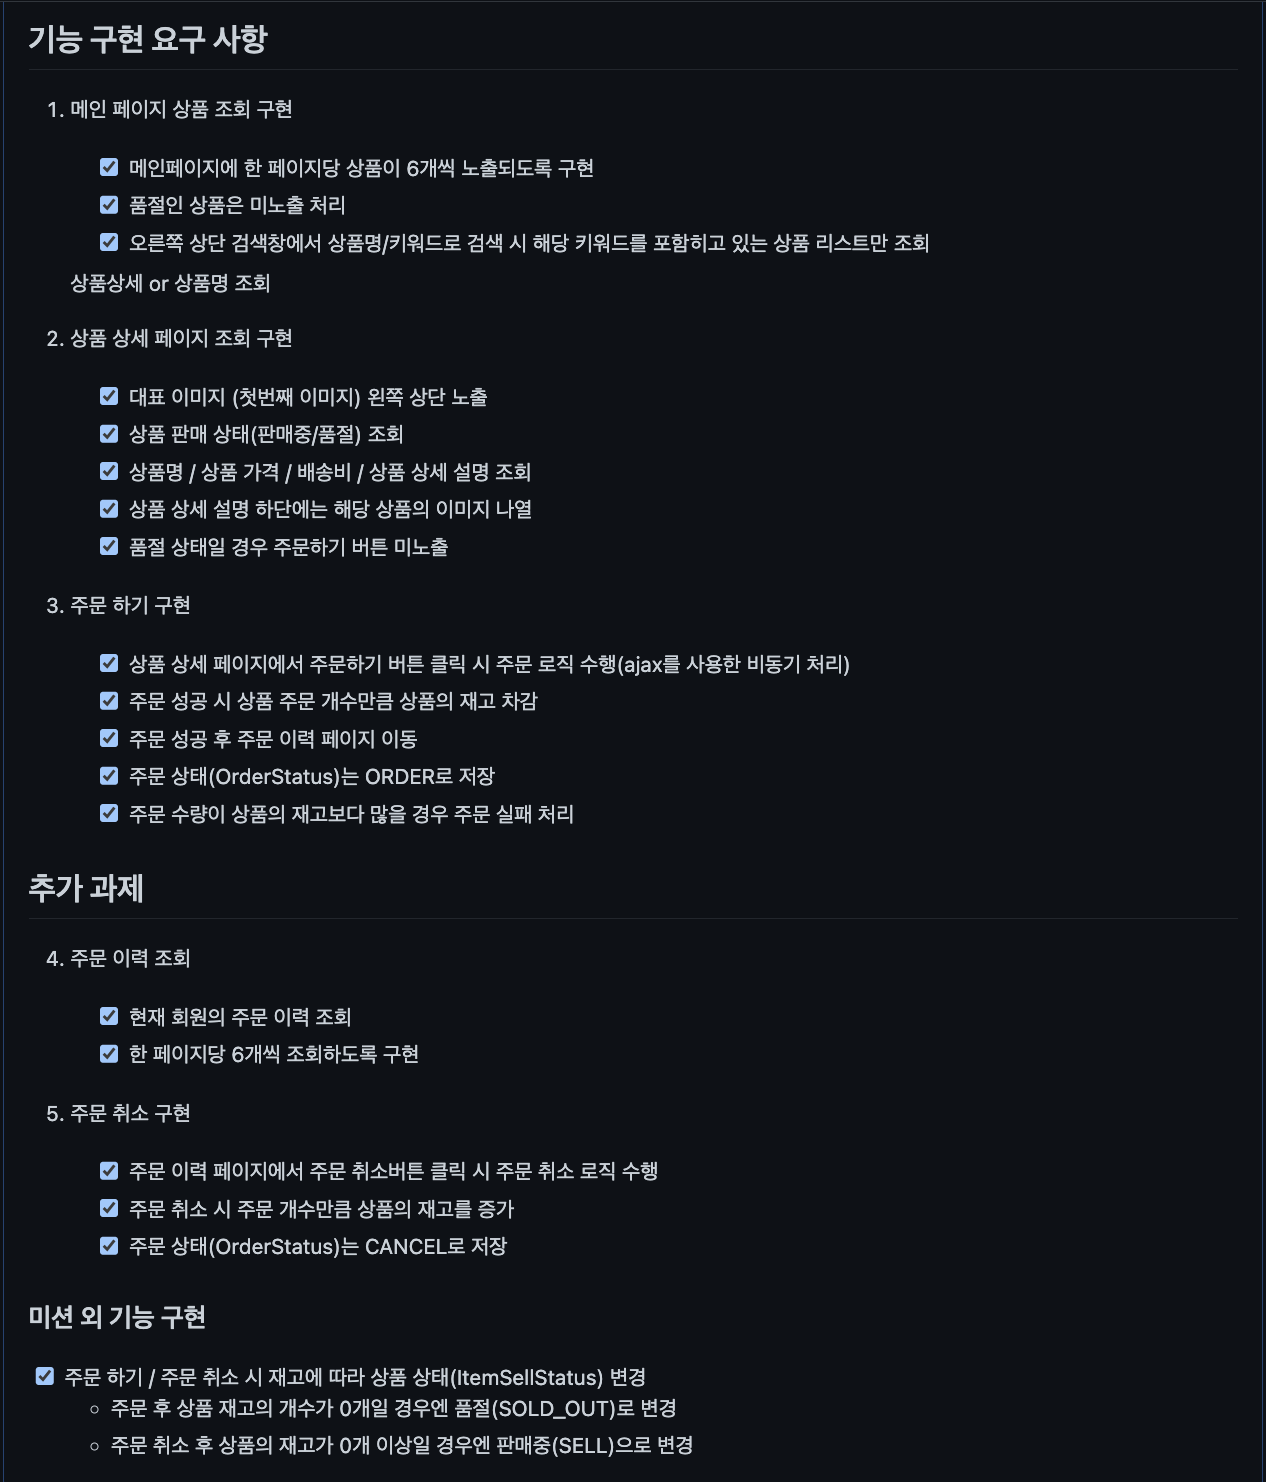 기능 구현 요구 사항
1. 메인 페이지 상품 조회 구현
메인페이지에 한 페이지당 상품이 6개씩 노출되도록 구현
품절인 상품은 미노출 처리
오른쪽 상단 검색창에서 상품명/키워드로 검색 시 해당 키워드를 포함히고 있는 상품 리스트만 조회
상품상세 or 상품명 조회
2. 상품 상세 페이지 조회 구현
대표 이미지 (첫번째 이미지) 왼쪽 상단 노출
상품 판매 상태(판매중/품절) 조회
상품명 / 상품 가격 / 배송비 / 상품 상세 설명 조회
상품 상세 설명 하단에는 해당 상품의 이미지 나열
품절 상태일 경우 주문하기 버튼 미노출
3. 주문 하기 구현
상품 상세 페이지에서 주문하기 버튼 클릭 시 주문 로직 수행(ajax를 사용한 비동기 처리)
주문 성공 시 상품 주문 개수만큼 상품의 재고 차감
주문 성공 후 주문 이력 페이지 이동
주문 상태(OrderStatus)는 ORDER로 저장
주문 수량이 상품의 재고보다 많을 경우 주문 실패 처리
추가 과제
4. 주문 이력 조회
현재 회원의 주문 이력 조회
한 페이지당 6개씩 조회하도록 구현
5. 주문 취소 구현
주문 이력 페이지에서 주문 취소버튼 클릭 시 주문 취소 로직 수행
주문 취소 시 주문 개수만큼 상품의 재고를 증가
주문 상태(OrderStatus)는 CANCEL로 저장
미션 외 기능 구현
주문 하기 / 주문 취소 시 재고에 따라 상품 상태(ItemSellStatus) 변경
주문 후 상품 재고의 개수가 0개일 경우엔 품절(SOLD_OUT)로 변경
주문 취소 후 상품의 재고가 0개 이상일 경우엔 판매중(SELL)으로 변경